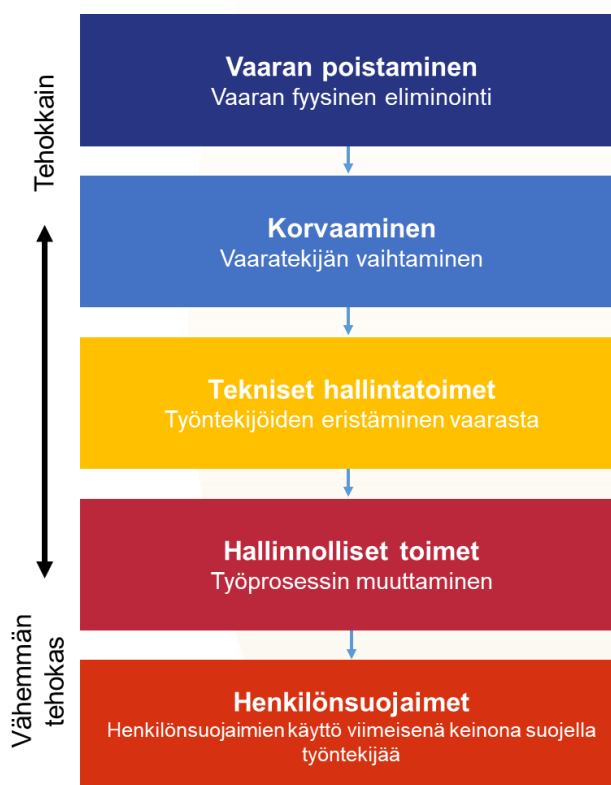 Tehokkain
Vaaran poistaminen
Vaaran fyysinen eliminointi
Korvaaminen
Vaaratekijän vaihtaminen
Tekniset hallintatoimet
Työntekijöiden eristäminen vaarasta
Hallinnolliset toimet
Työprosessin muuttaminen
Vähemmän
tehokas
Henkilönsuojaimet
Henkilönsuojaimien käyttö viimeisenä keinona suojella
työntekijää